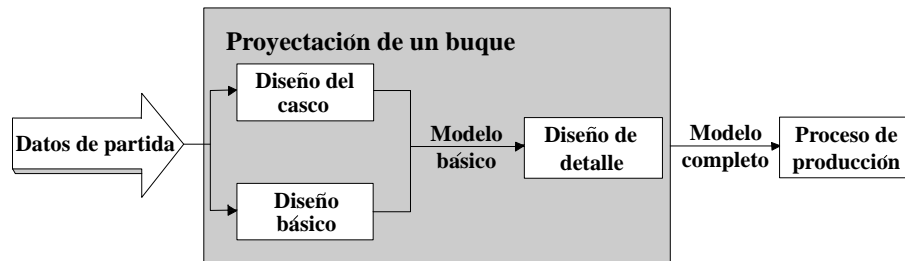 Proyectación de un buque
Datos de partida
Diseño del
casco
Diseño
básico
Modelo
básico
Diseño de
detalle
Modelo
completo
Proceso de
producción